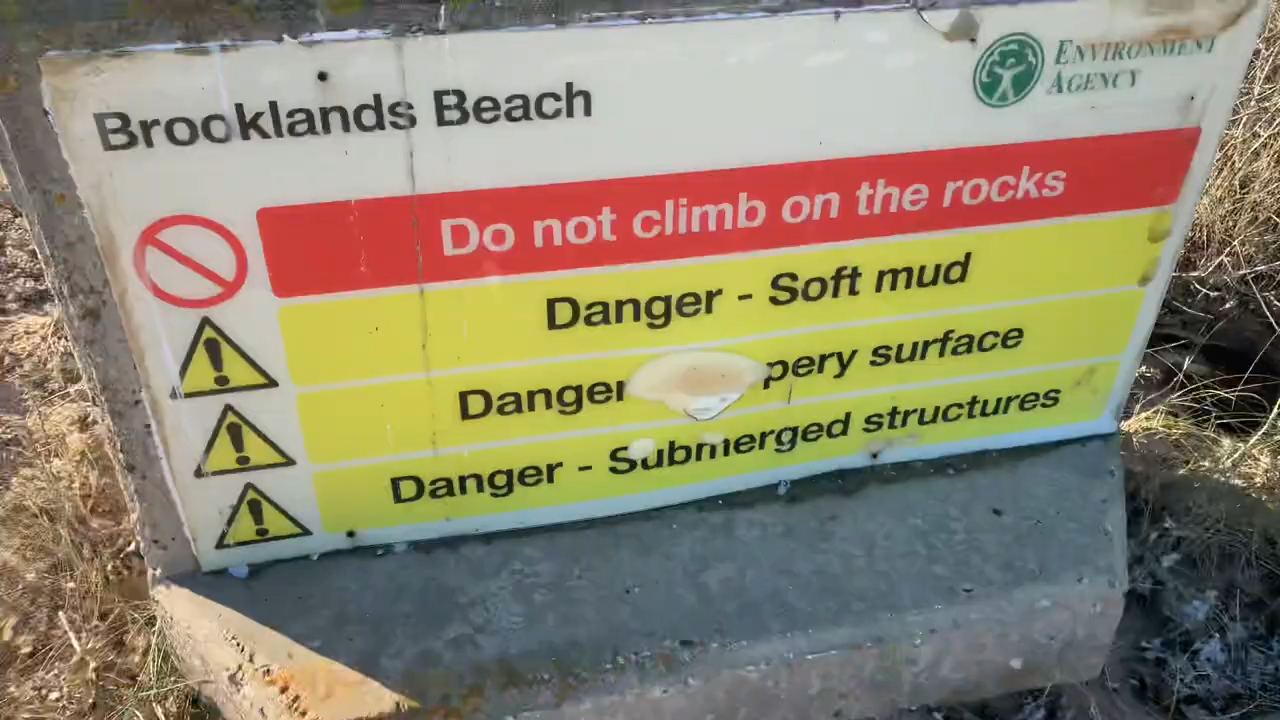 Brooklands Beach
ENVIRONMENT
AGENCY
Do not climb on the rocks
Danger - Soft mud
Danger pery surface
Danger - Submerged structures